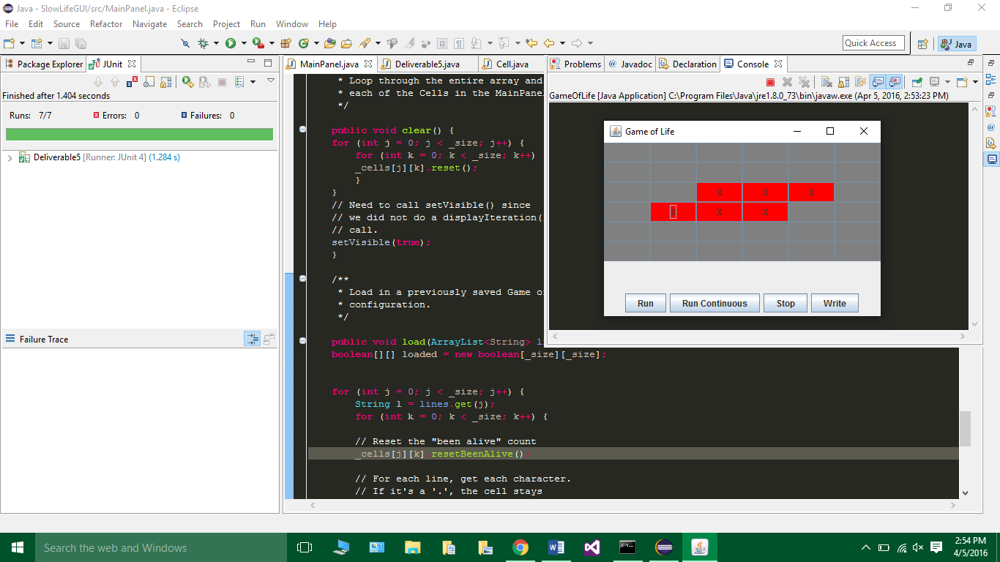 Java - SlowLifeGUI/src/MainPanel.java - Eclipse
File Edit Source Refactor Navigate Search Project Run Window Help
Quick Access
Java
Package Explorer
JUnit
Finished after 1.404 seconds
Runs: 7/7
Errors: 0
Failures: 0
Deliverable5 [Runner: JUnit 4] (1.284 s)
Failure Trace
MainPanel.java
Deliverable5.java
Cell.java
* Loop through the entire array and
* each of the Cells in the MainPanel
*/
public void clear() {
for (int j = 0; j < _size; j++) {
for (int k = 0; k < _size; k++)
_cells[j][k].reset();
}
}
// Need to call setVisible() since
// we did not do a displayIteration(
// call.
setVisible(true);
}
/**
* Load in a previously saved Game o
* configuration.
*/
public void load(ArrayList<String> li
boolean[][] loaded = new boolean[_size][_size];
for (int j = 0; j < _size; j++) {
String l = lines.get(j);
for (int k = 0; k < _size; k++) {
// Reset the "been alive" count
_cells[j][k].resetBeenAlive();
// For each line, get each character.
// If it's a '.', the cell stays
Problems
@ Javadoc
Declaration
Console
GameOfLife [Java Application] C:\Program Files\Java\jre1.8.0_73\bin\javaw.exe (Apr 5, 2016, 2:53:23 PM)
Game of Life
X X X
X X X
Run
Run Continuous
Stop
Write
Search the web and Windows
2:54 PM
4/5/2016